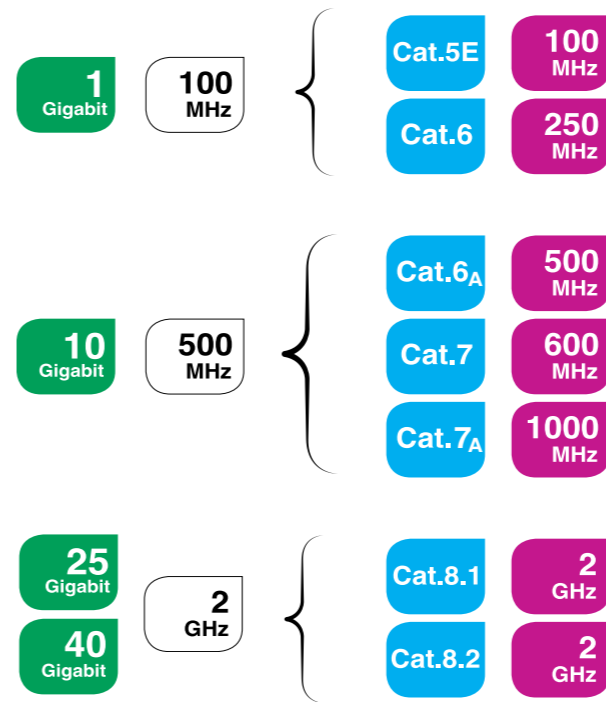 1
Gigabit
100
MHz
Cat.5E
100
MHz
Cat.6
250
MHz
10
Gigabit
500
MHz
Cat.6A
500
MHz
Cat.7
600
MHz
Cat.7A
1000
MHz
25
Gigabit
40
Gigabit
2
GHz
Cat.8.1
2
GHz
Cat.8.2
2
GHz